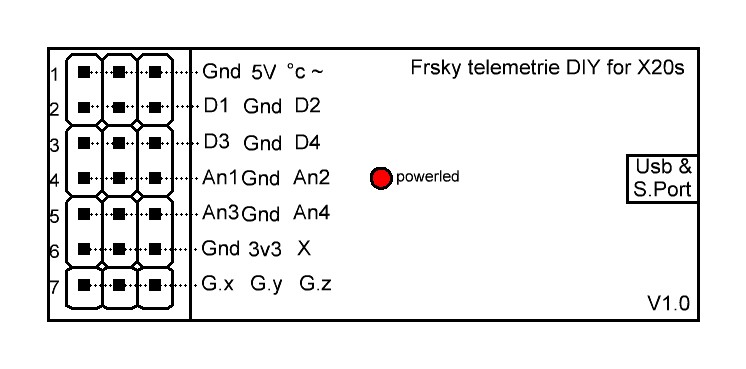 Frsky telemetrie DIY for X20s
1 Gnd 5V °c ~
2 D1 Gnd D2
3 D3 Gnd D4
4 An1 Gnd An2
powerled
Usb &
S.Port
5 An3 Gnd An4
6 Gnd 3v3 X
7 G.x G.y G.z
V1.0